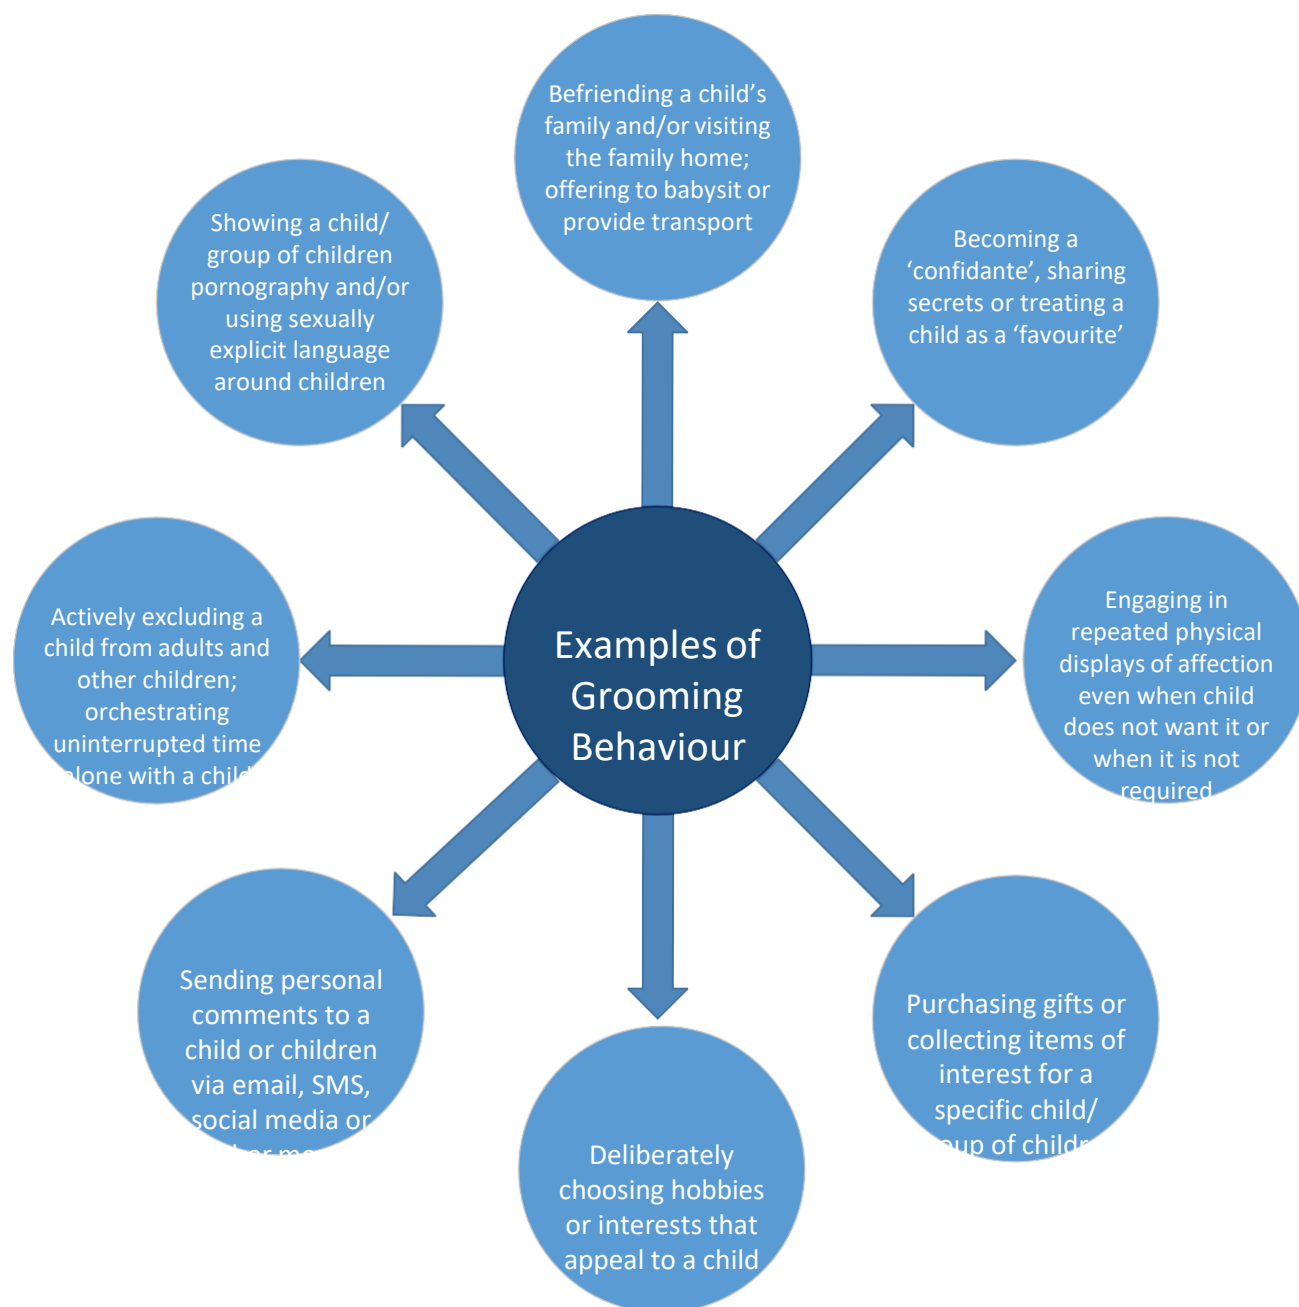 Befriending a child’s
family and/or visiting
the family home;
offering to babysit or
provide transport
Becoming a
‘confidante’, sharing
secrets or treating a
child as a ‘favourite’
Engaging in
repeated physical
displays of affection
even when child
does not want it or
when it is not
required
Purchasing gifts or
collecting items of
interest for a
specific child/
of
Deliberately
choosing hobbies
or interests that
appeal to a child
Sending personal
comments to a
child or children
via email, SMS,
social media or
Actively excluding a
child from adults and
other children;
orchestrating
uninterrupted time
alone with a child
Showing a child/
group of children
pornography and/or
using sexually
explicit language
around children
Examples of
Grooming
Behaviour